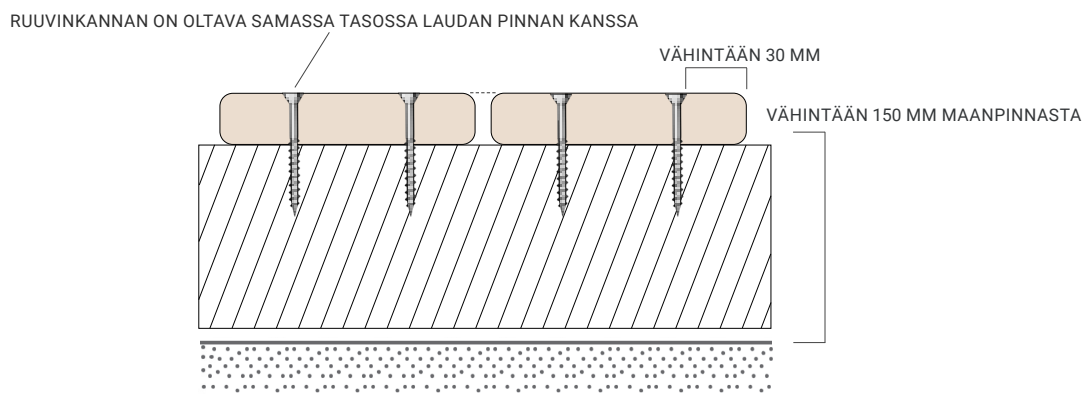 RUUVINKANNAN ON OLTAVA SAMASSA TASOSSA LAUDAN PINNAN KANSSA
VÄHINTÄÄN 30 MM
VÄHINTÄÄN 150 MM MAANPINNASTA